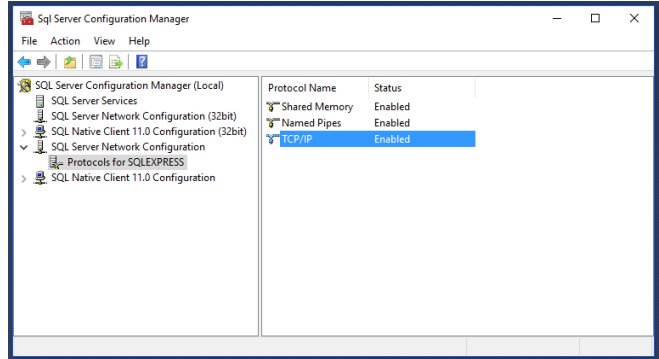 Sql Server Configuration Manager
File Action View Help
SQL Server Configuration Manager (Local)
SQL Server Services
SQL Server Network Configuration (32bit)
SQL Native Client 11.0 Configuration (32bit)
SQL Server Network Configuration
Protocols for SQLEXPRESS
SQL Native Client 11.0 Configuration
Protocol Name Status
Shared Memory Enabled
Named Pipes Enabled
TCP/IP Enabled